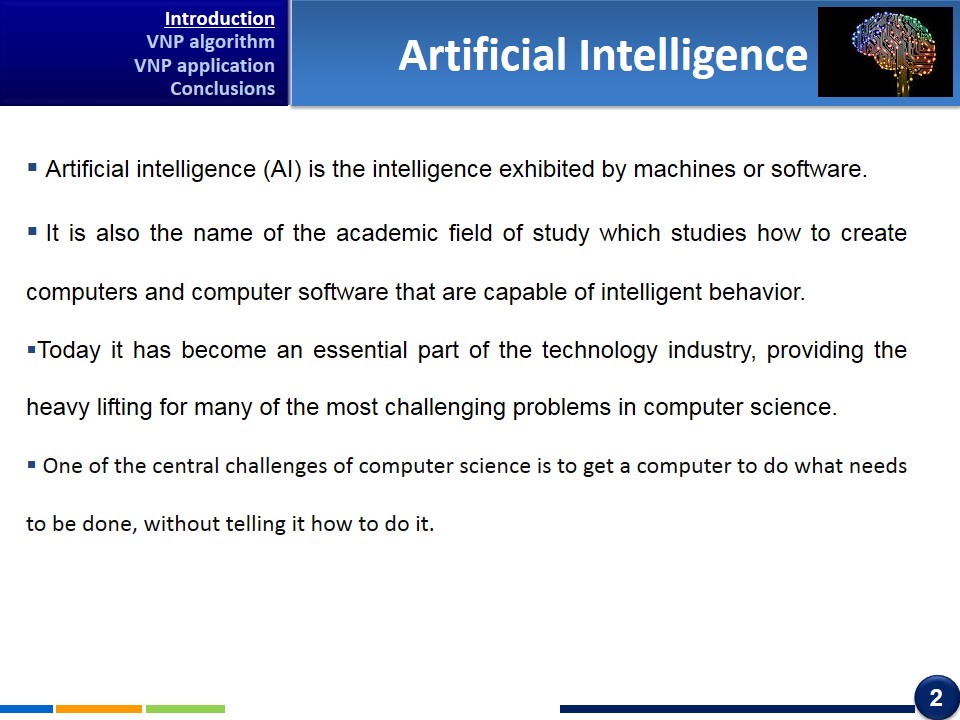 Introduction
VNP algorithm
VNP application
Conclusions
Artificial Intelligence
▪ Artificial intelligence (AI) is the intelligence exhibited by machines or software.
▪ It is also the name of the academic field of study which studies how to create
computers and computer software that are capable of intelligent behavior.
▪Today it has become an essential part of the technology industry, providing the
heavy lifting for many of the most challenging problems in computer science.
▪ One of the central challenges of computer science is to get a computer to do what needs
to be done, without telling it how to do it.
2